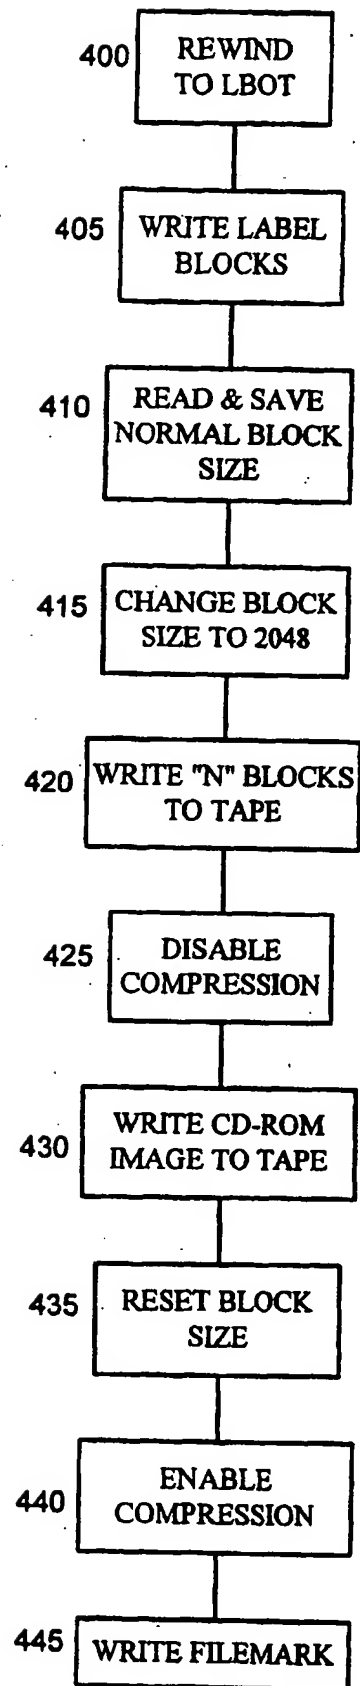 400
REWIND
TO LBOT
405
WRITE LABEL
BLOCKS
410
READ & SAVE
NORMAL BLOCK
SIZE
415
CHANGE BLOCK
SIZE TO 2048
420
WRITE "N" BLOCKS
TO TAPE
425
DISABLE
COMPRESSION
430
WRITE CD-ROM
IMAGE TO TAPE
435
RESET BLOCK
SIZE
440
ENABLE
COMPRESSION
445
WRITE FILEMARK